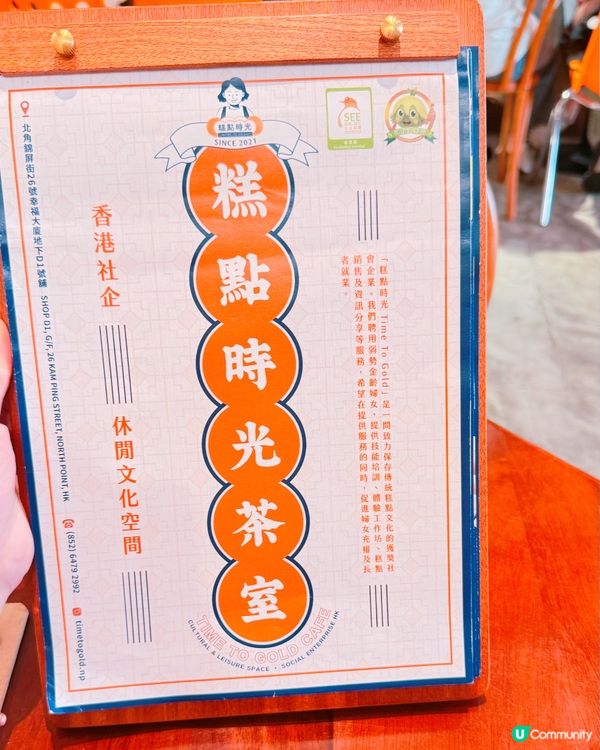 糕點時光
SINCE 2021
SEE
糕點時光茶室
TIME TO GOLD CAFE
CULTURAL & LEISURE SPACE • SOCIAL ENTERPRISE HK
「糕點時光 Time To Gold」是一間致力保存傳統糕點文化的獲獎社
會企業。我們聘用弱勢金齡婦女，提供技能培訓、體驗工作坊、糕點
銷售及資訊分享等服務，希望在提供服務的同時，促進婦女充權及長
者就業。
香港社企
休閒文化空間
北角錦屏街26號幸福大廈地下D1號舖 SHOP D1, G/F, 26 KAM PING STREET, NORTH POINT, HK
(852) 6479 2992
timetogold.np
U Community